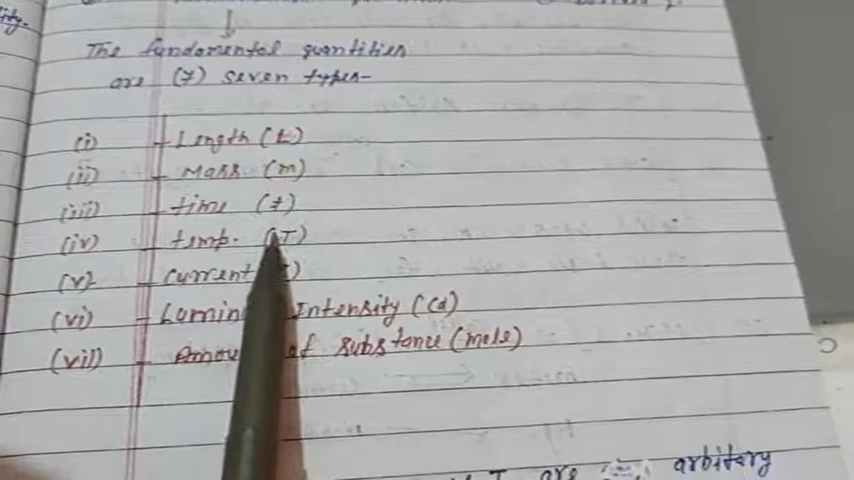 The fundamental quantities
are (7) seven types-
(i) Length (L)
(ii) Mass (m)
(iii) time (t)
(iv) temp. (T)
(v) current
(vi) Intensity (Cd)
(vii) of substance (mole)
are arbitary